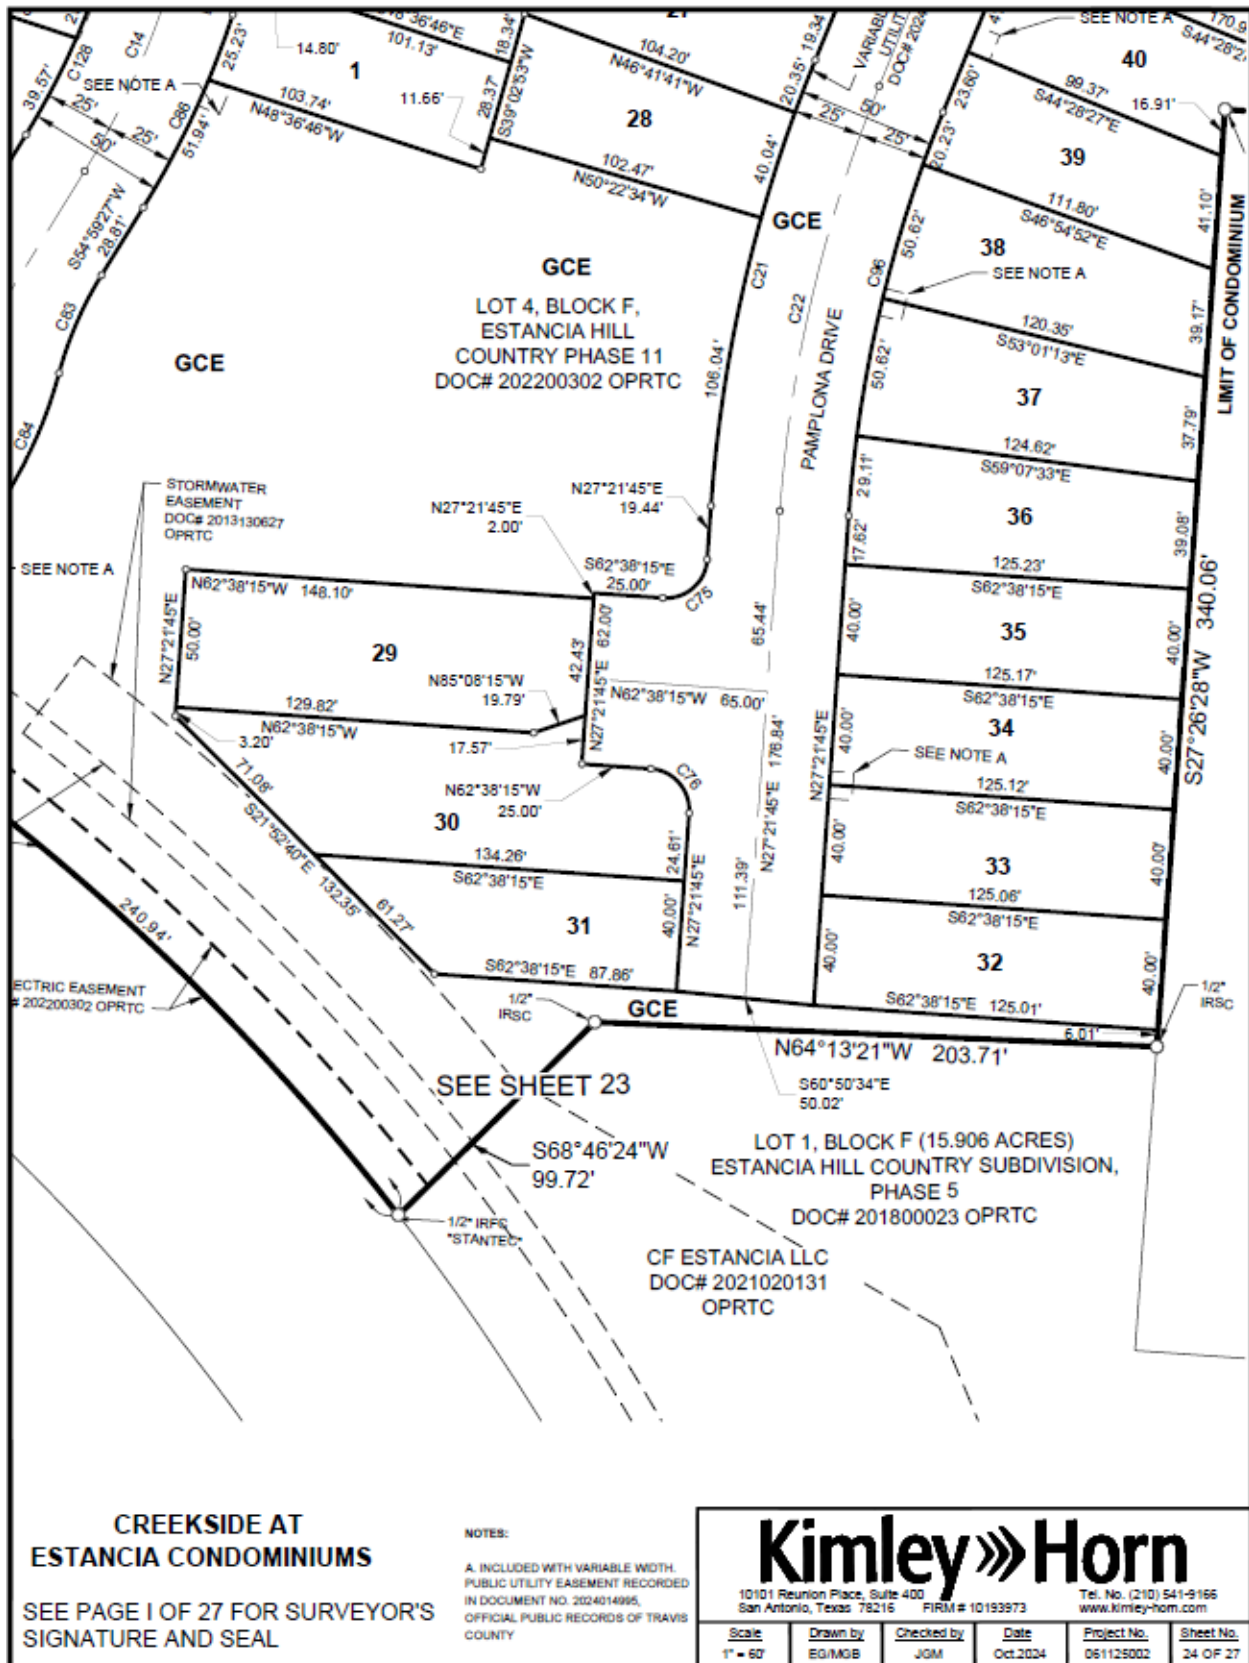 SEE NOTE A
170.9
S44°28'2
40
99.37'
S44°28'27"E
16.91'
VARIABL
UTILIT
DOC# 2024
19.34
20.35'
104.20'
N46°41'41"W
18.34'
S39°02'53"W
28.37'
11.66'
36'46"E
101.13'
14.80'
1
103.74'
N48°36'46"W
25.23'
C14
C128
39.57'
SEE NOTE A
25'
25'
50'
C86
51.94'
S54°59'27"W
28.81'
C83
C84
28
102.47'
N50°22'34"W
40.04'
50'
25'
25'
23.60'
20.23'
39
111.80'
S46°54'52"E
41.10'
LIMIT OF CONDOMINIUM
GCE
C21
C22
C96
50.62'
38
SEE NOTE A
120.35'
S53°01'13"E
39.17'
GCE
LOT 4, BLOCK F,
ESTANCIA HILL
COUNTRY PHASE 11
DOC# 202200302 OPRTC
GCE
106.04'
PAMPLONA DRIVE
50.62'
37
124.62'
S59°07'33"E
37.79'
29.11'
36
125.23'
S62°38'15"E
39.08'
17.62'
STORMWATER
EASEMENT
DOC# 2013130627
OPRTC
N27°21'45"E
2.00'
N27°21'45"E
19.44'
S62°38'15"E
25.00'
C75
SEE NOTE A
N62°38'15"W 148.10'
N27°21'45"E
50.00'
29
42.43'
62.00'
N27°21'45"E
N85°08'15"W
19.79'
129.82'
N62°38'15"W
3.20'
17.57'
N62°38'15"W 65.00'
65.44'
176.84'
N27°21'45"E
111.39'
40.00'
35
125.17'
S62°38'15"E
40.00'
S27°26'28"W 340.06'
34
N27°21'45"E
40.00'
SEE NOTE A
125.12'
S62°38'15"E
40.00'
71.08'
S21°52'40"E
132.35'
61.27'
N62°38'15"W
25.00'
C76
30
134.26'
S62°38'15"E
24.61'
N27°21'45"E
40.00'
33
125.06'
S62°38'15"E
40.00'
31
40.00'
S62°38'15"E 87.86'
32
40.00'
40.00'
S62°38'15"E 125.01'
6.01'
1/2"
IRSC
240.94'
ECTRIC EASEMENT
# 202200302 OPRTC
1/2"
IRSC
GCE
N64°13'21"W 203.71'
S60°50'34"E
50.02'
SEE SHEET 23
S68°46'24"W
99.72'
LOT 1, BLOCK F (15.906 ACRES)
ESTANCIA HILL COUNTRY SUBDIVISION,
PHASE 5
DOC# 201800023 OPRTC
1/2" IRFC
"STANTEC"
CF ESTANCIA LLC
DOC# 2021020131
OPRTC
CREEKSIDE AT
ESTANCIA CONDOMINIUMS
SEE PAGE I OF 27 FOR SURVEYOR'S
SIGNATURE AND SEAL
NOTES:
A. INCLUDED WITH VARIABLE WIDTH.
PUBLIC UTILITY EASEMENT RECORDED
IN DOCUMENT NO. 2024014995,
OFFICIAL PUBLIC RECORDS OF TRAVIS
COUNTY
Kimley»Horn
10101 Reunion Place, Suite 400
San Antonio, Texas 78216 FIRM # 10193973
Tel. No. (210) 541-9166
www.kimley-horn.com
Scale Drawn by Checked by Date Project No. Sheet No.
1" = 60' EG/MGB JGM Oct.2024 061125002 24 OF 27